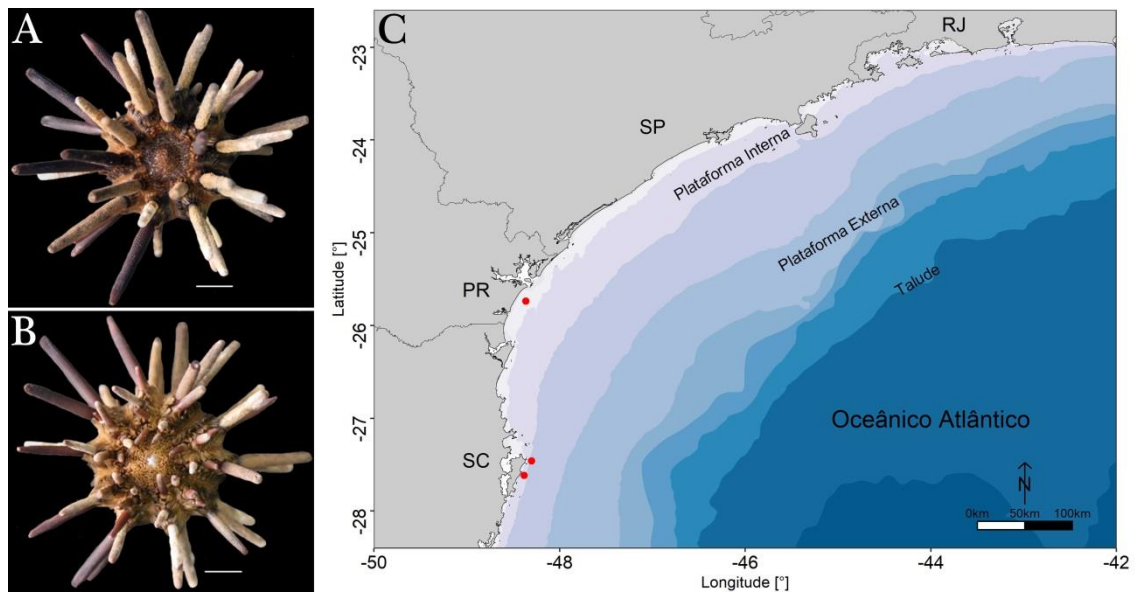 A
B
C
RJ
SP
PR
SC
Plataforma Interna
Plataforma Externa
Talude
Oceânico Atlântico
N
0km 50km 100km
-23
-24
-25
-26
-27
-28
Latitude [°]
-50 -48 -46 -44 -42
Longitude [°]